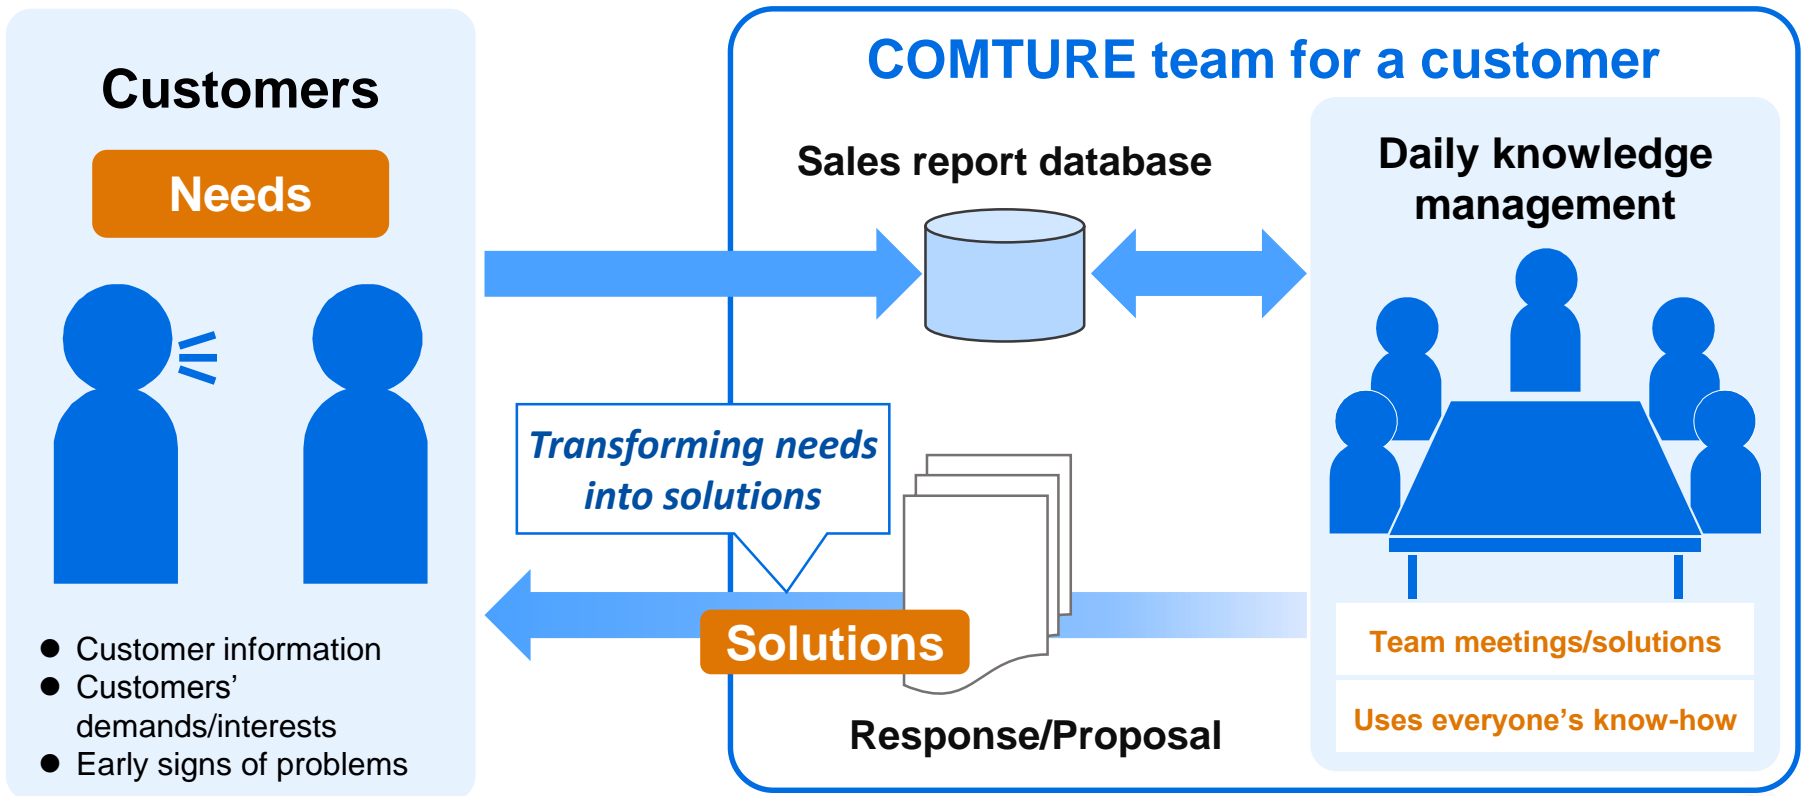 Customers
Needs
● Customer information
● Customers’
demands/interests
● Early signs of problems
COMTURE team for a customer
Sales report database
Daily knowledge
management
Transforming needs
into solutions
Solutions
Response/Proposal
Team meetings/solutions
Uses everyone’s know-how